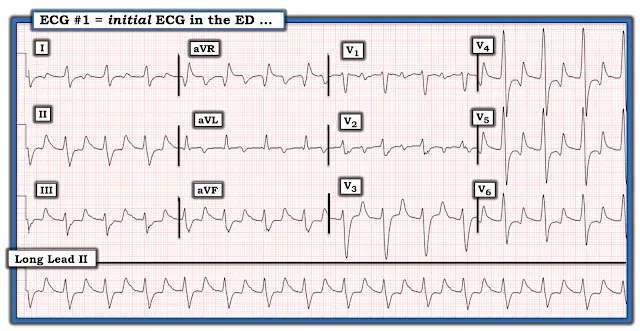 ECG #1 = initial ECG in the ED ...
I
aVR
V1
V4
II
aVL
V2
V5
III
aVF
V3
V6
Long Lead II